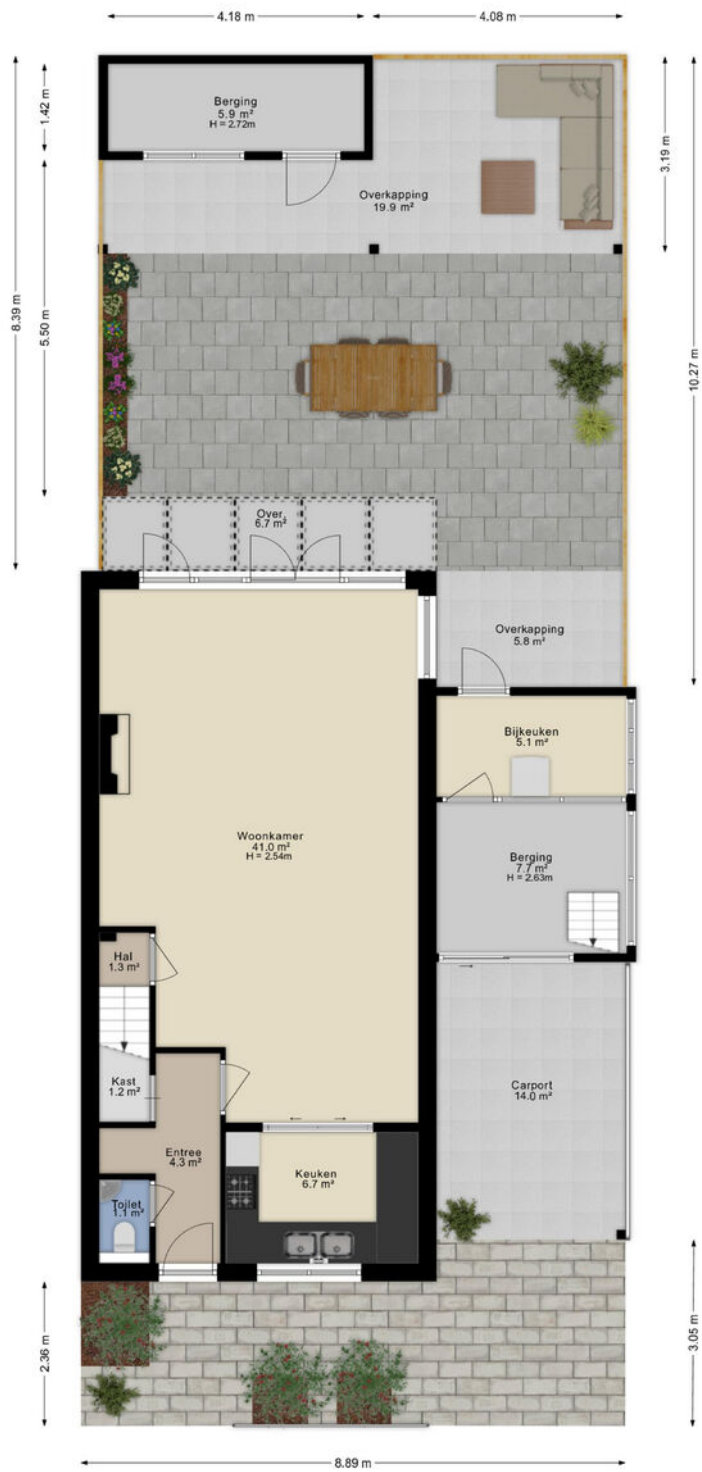 4.18 m
4.08 m
1.42 m
Berging
5.9 m²
H = 2.72m
3.19 m
Overkapping
19.9 m²
8.39 m
5.50 m
10.27 m
Over.
6.7 m²
Overkapping
5.8 m²
Bijkeuken
5.1 m²
Woonkamer
41.0 m²
H = 2.54m
Berging
7.7 m²
H = 2.63m
Hal
1.3 m²
Kast
1.2 m²
Carport
14.0 m²
Entree
4.3 m²
Keuken
6.7 m²
Toilet
1.1 m²
2.36 m
3.05 m
8.89 m